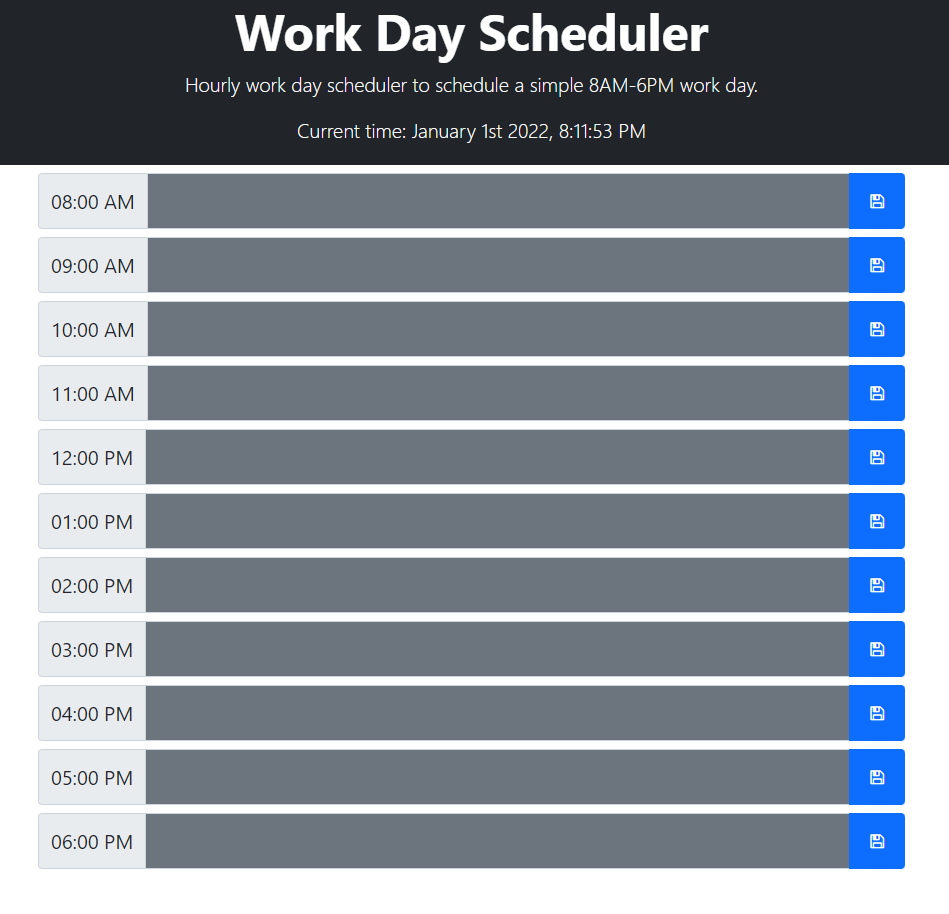 Work Day Scheduler
Hourly work day scheduler to schedule a simple 8AM-6PM work day.
Current time: January 1st 2022, 8:11:53 PM
08:00 AM
09:00 AM
10:00 AM
11:00 AM
12:00 PM
01:00 PM
02:00 PM
03:00 PM
04:00 PM
05:00 PM
06:00 PM